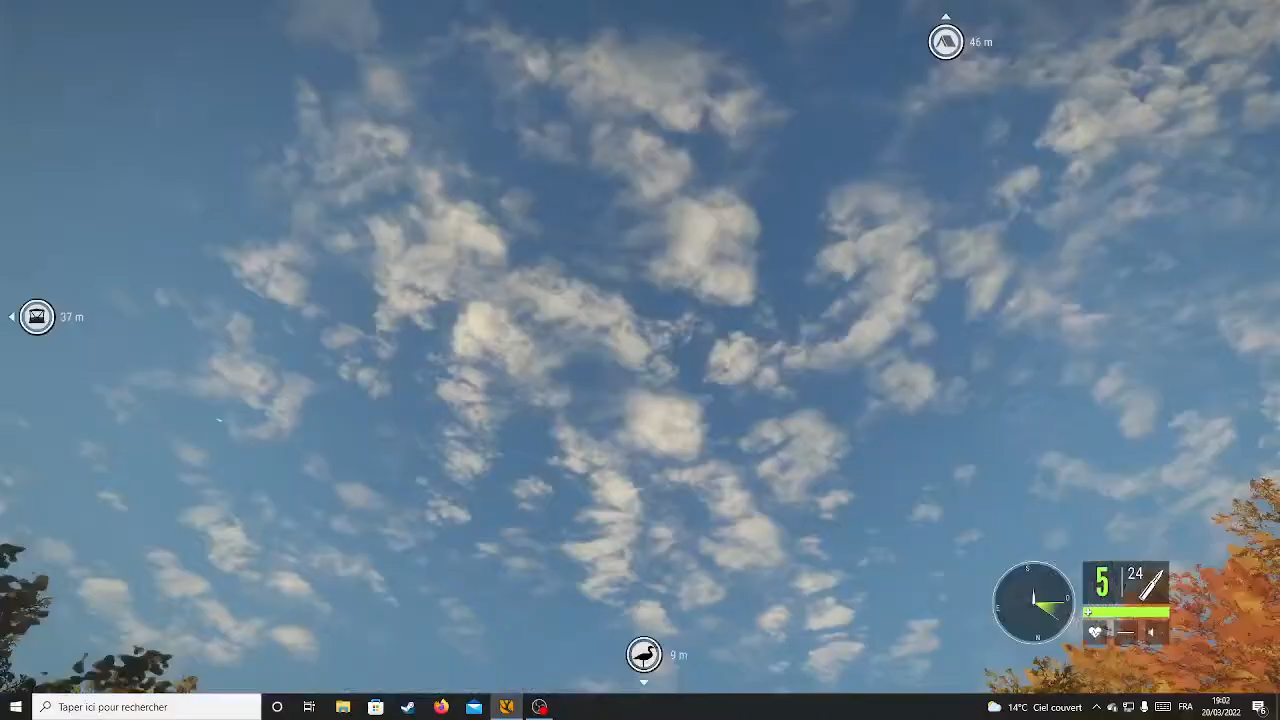 46 m
37 m
9 m
S
E
O
N
5
24
Taper ici pour rechercher
14°C Ciel couvert
FRA
19:02
20/03/2022